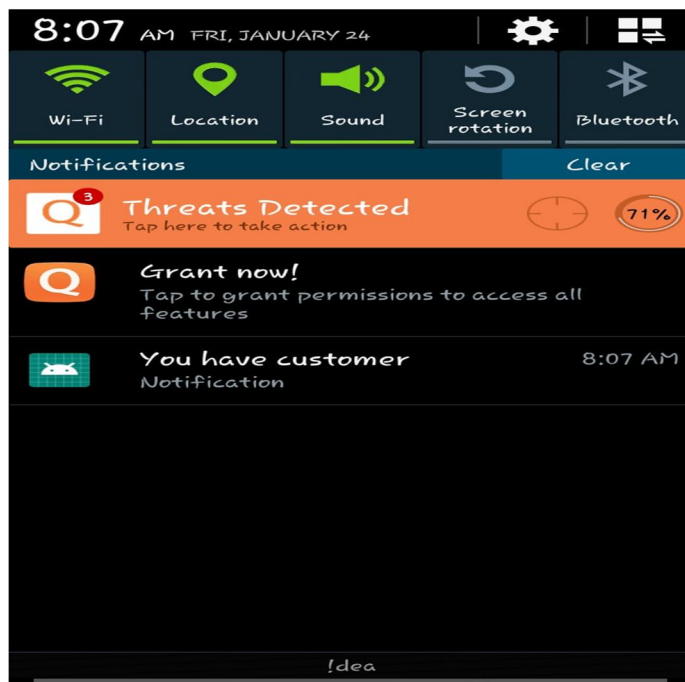 8:07 AM FRI, JANUARY 24
Wi-Fi
Location
Sound
Screen
rotation
Bluetooth
Notifications
Clear
Q
3
Threats Detected
Tap here to take action
71%
Q
Grant now!
Tap to grant permissions to access all
features
You have customer
8:07 AM
Notification
!dea